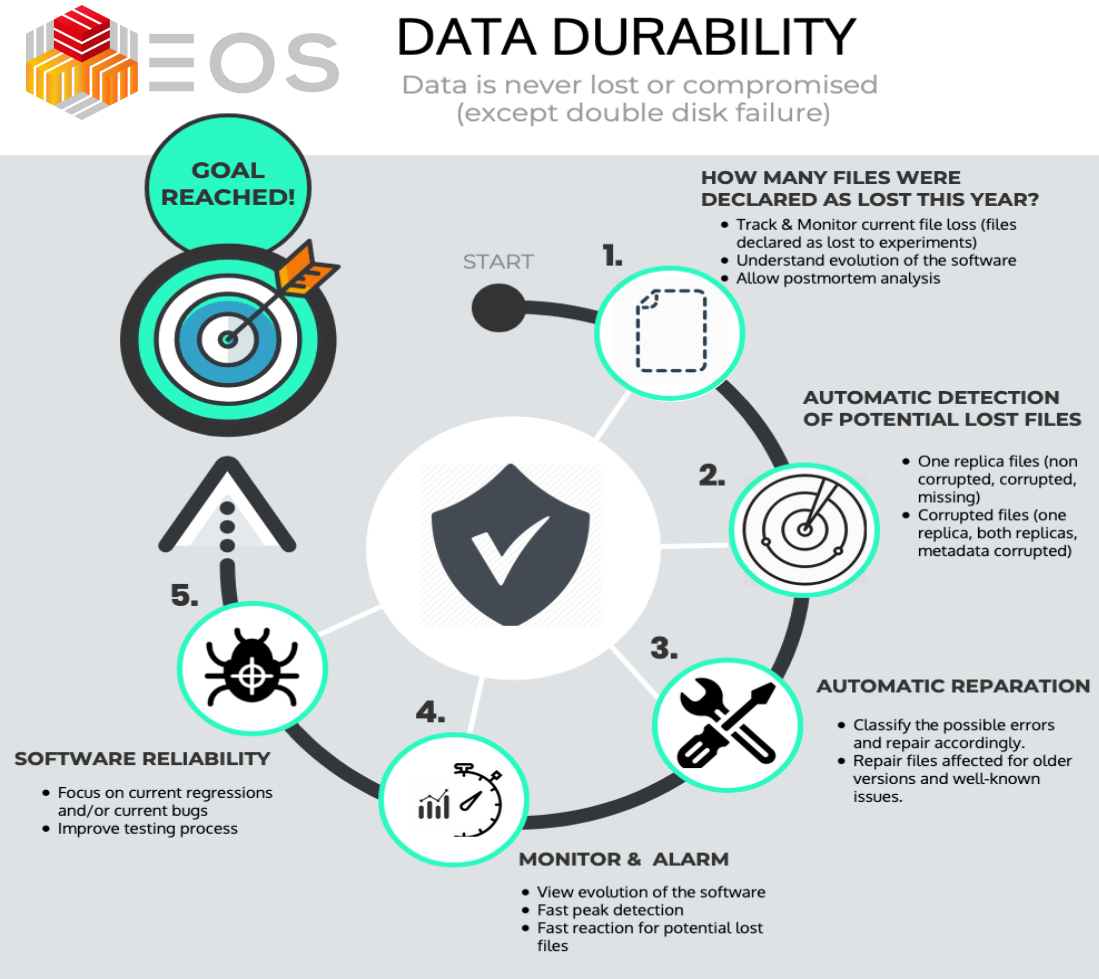 EOS
DATA DURABILITY
Data is never lost or compromised
(except double disk failure)
GOAL
REACHED!
START
1.
HOW MANY FILES WERE
DECLARED AS LOST THIS YEAR?
• Track & Monitor current file loss (files
declared as lost to experiments)
• Understand evolution of the software
• Allow postmortem analysis
2.
AUTOMATIC DETECTION
OF POTENTIAL LOST FILES
• One replica files (non
corrupted, corrupted,
missing)
• Corrupted files (one
replica, both replicas,
metadata corrupted)
3.
AUTOMATIC REPARATION
• Classify the possible errors
and repair accordingly.
• Repair files affected for older
versions and well-known
issues.
4.
MONITOR & ALARM
• View evolution of the software
• Fast peak detection
• Fast reaction for potential lost
files
5.
SOFTWARE RELIABILITY
• Focus on current regressions
and/or current bugs
• Improve testing process